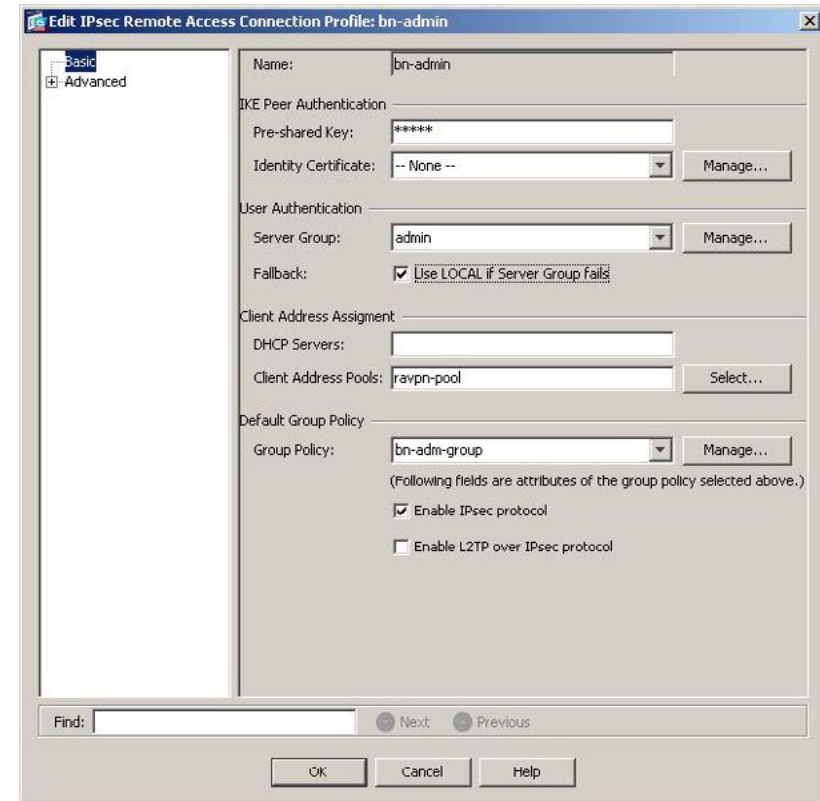 Edit IPsec Remote Access Connection Profile: bn-admin
Basic
Advanced
Name: bn-admin
IKE Peer Authentication
Pre-shared Key: *****
Identity Certificate: -- None -- Manage...
User Authentication
Server Group: admin Manage...
Fallback: Use LOCAL if Server Group fails
Client Address Assigment
DHCP Servers:
Client Address Pools: ravpn-pool Select...
Default Group Policy
Group Policy: bn-adm-group Manage...
(Following fields are attributes of the group policy selected above.)
Enable IPsec protocol
Enable L2TP over IPsec protocol
Find: Next Previous
OK Cancel Help